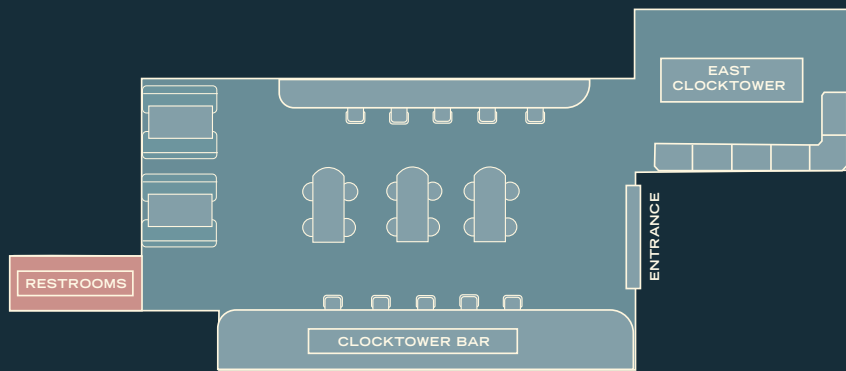 EAST
CLOCKTOWER
ENTRANCE
RESTROOMS
CLOCKTOWER BAR